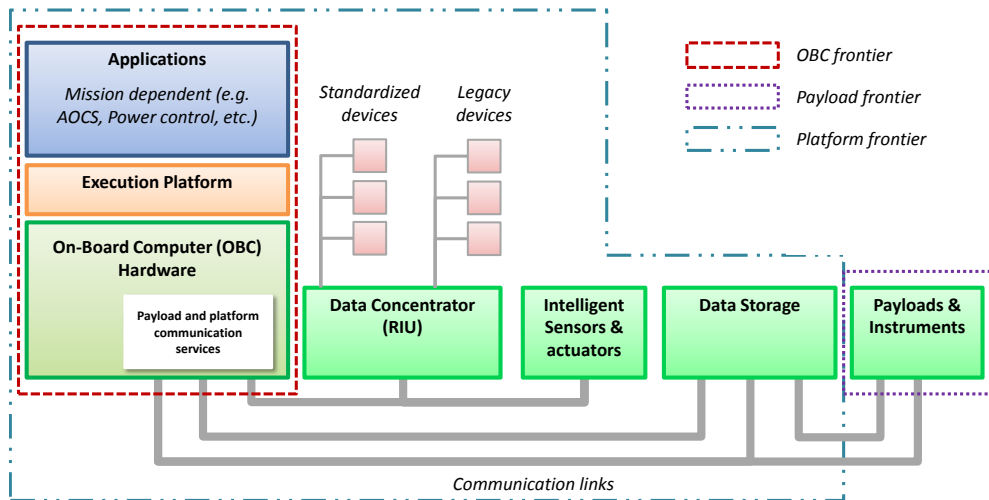 Applications
Mission dependent (e.g.
AOCS, Power control, etc.)
Execution Platform
On-Board Computer (OBC)
Hardware
Payload and platform
communication
services
Standardized
devices
Legacy
devices
Data Concentrator
(RIU)
Intelligent
Sensors &
actuators
Data Storage
Payloads &
Instruments
OBC frontier
Payload frontier
Platform frontier
Communication links